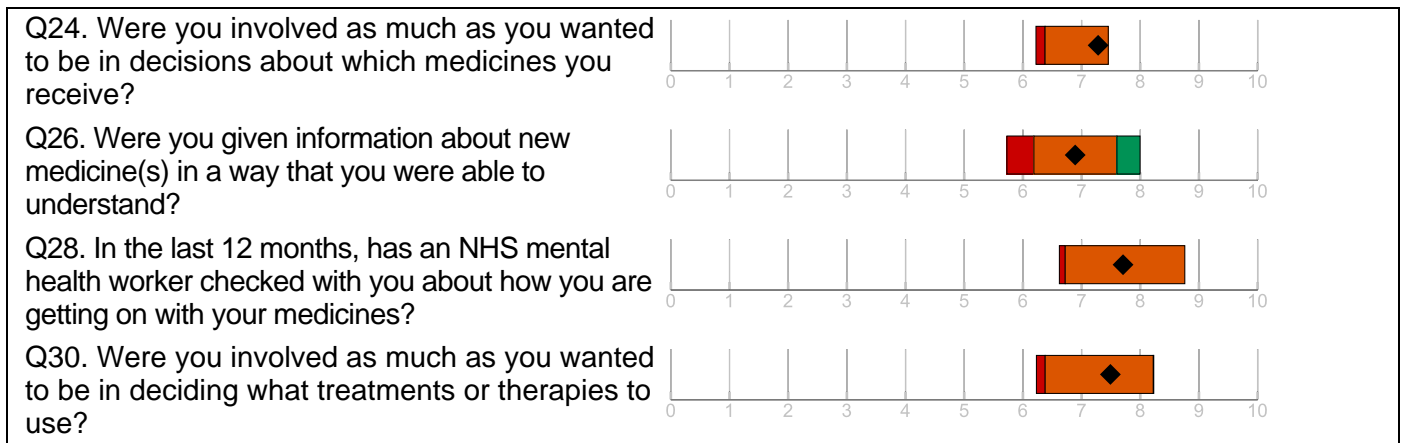 Q24. Were you involved as much as you wanted
to be in decisions about which medicines you
receive?
0 1 2 3 4 5 6 7 8 9 10
Q26. Were you given information about new
medicine(s) in a way that you were able to
understand?
0 1 2 3 4 5 6 7 8 9 10
Q28. In the last 12 months, has an NHS mental
health worker checked with you about how you are
getting on with your medicines?
0 1 2 3 4 5 6 7 8 9 10
Q30. Were you involved as much as you wanted
to be in deciding what treatments or therapies to
use?
0 1 2 3 4 5 6 7 8 9 10